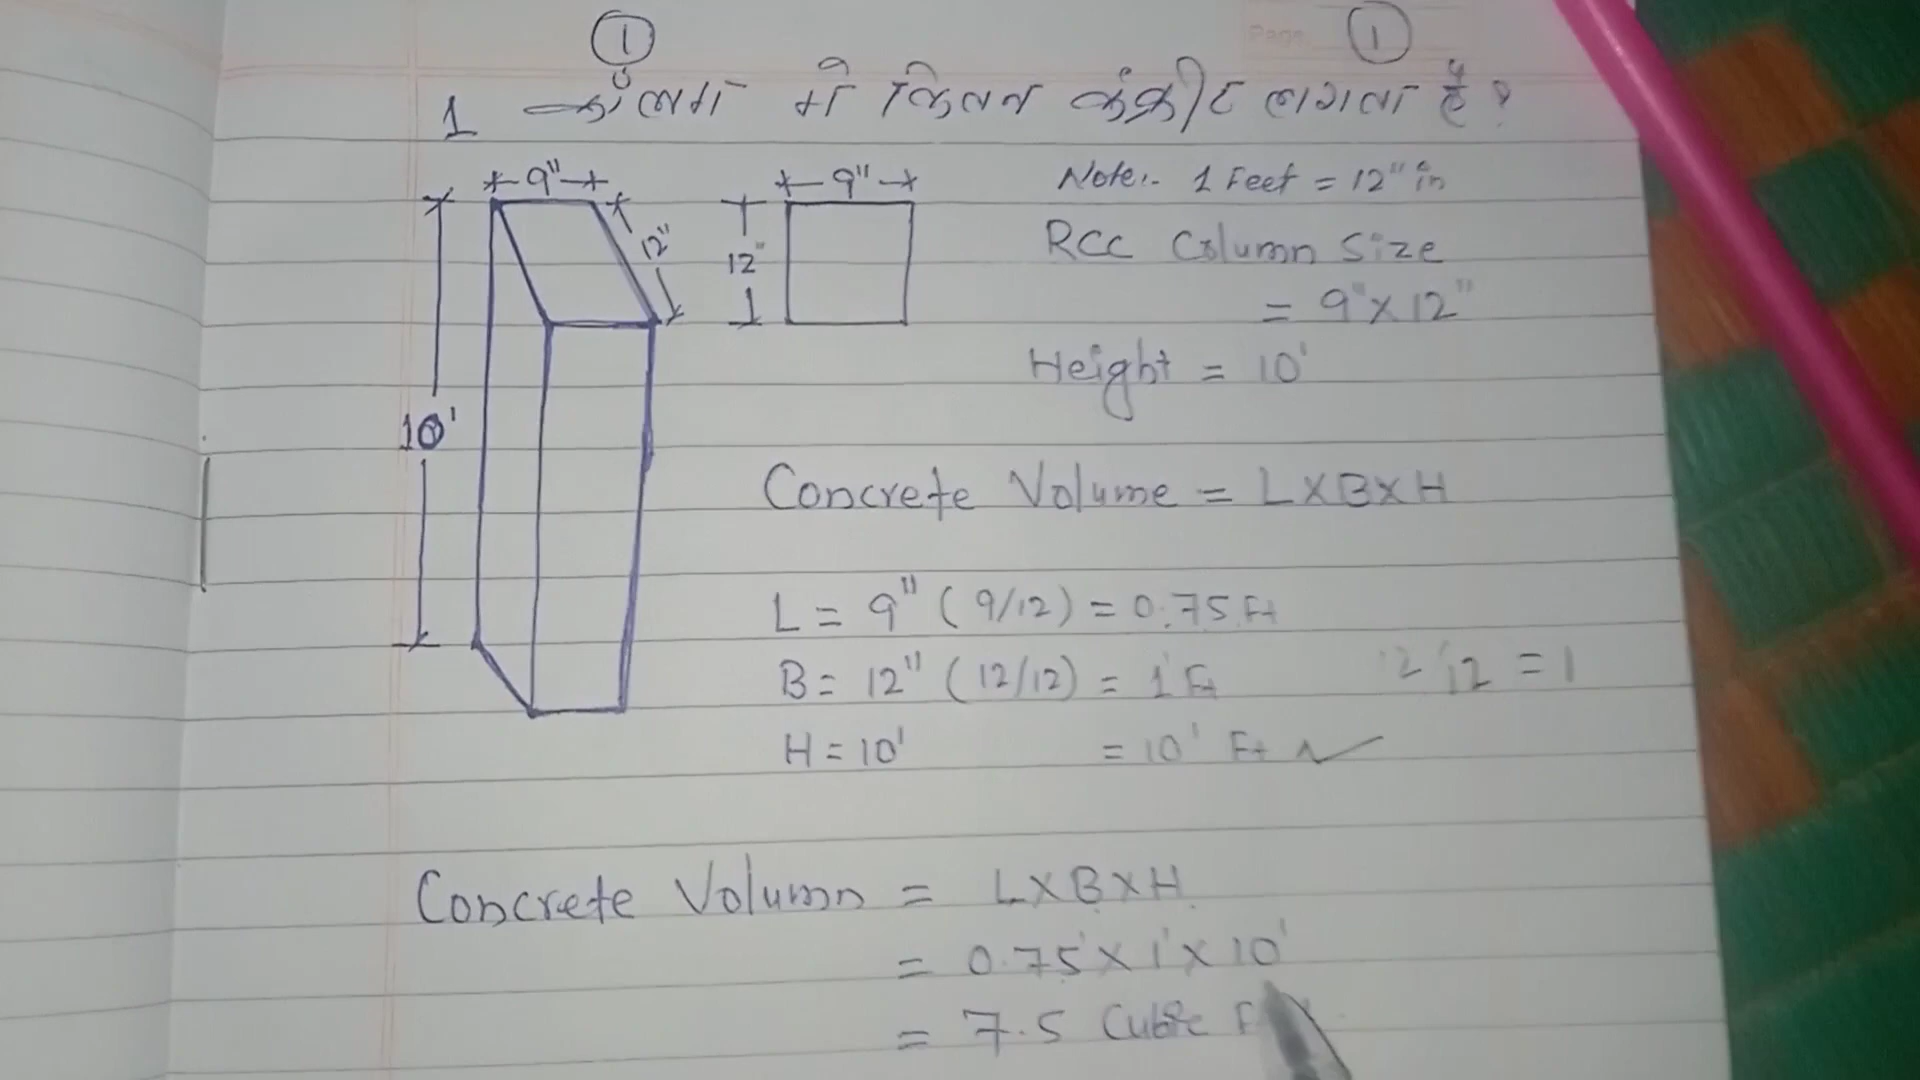 1 1
1 कॉलम में कितन कंक्रीट लगता है?
9" 9" Note:- 1 Feet = 12" in
12" 12" RCC Column Size
= 9"x12"
Height = 10'
10'
Concrete Volume = LXBXH
L = 9" (9/12) = 0.75 Ft
B = 12" (12/12) = 1 Ft 12/12 = 1
H = 10' = 10' Ft
Concrete Volumn = LXBXH
= 0.75'x1'x10'
= 7.5 Cubic